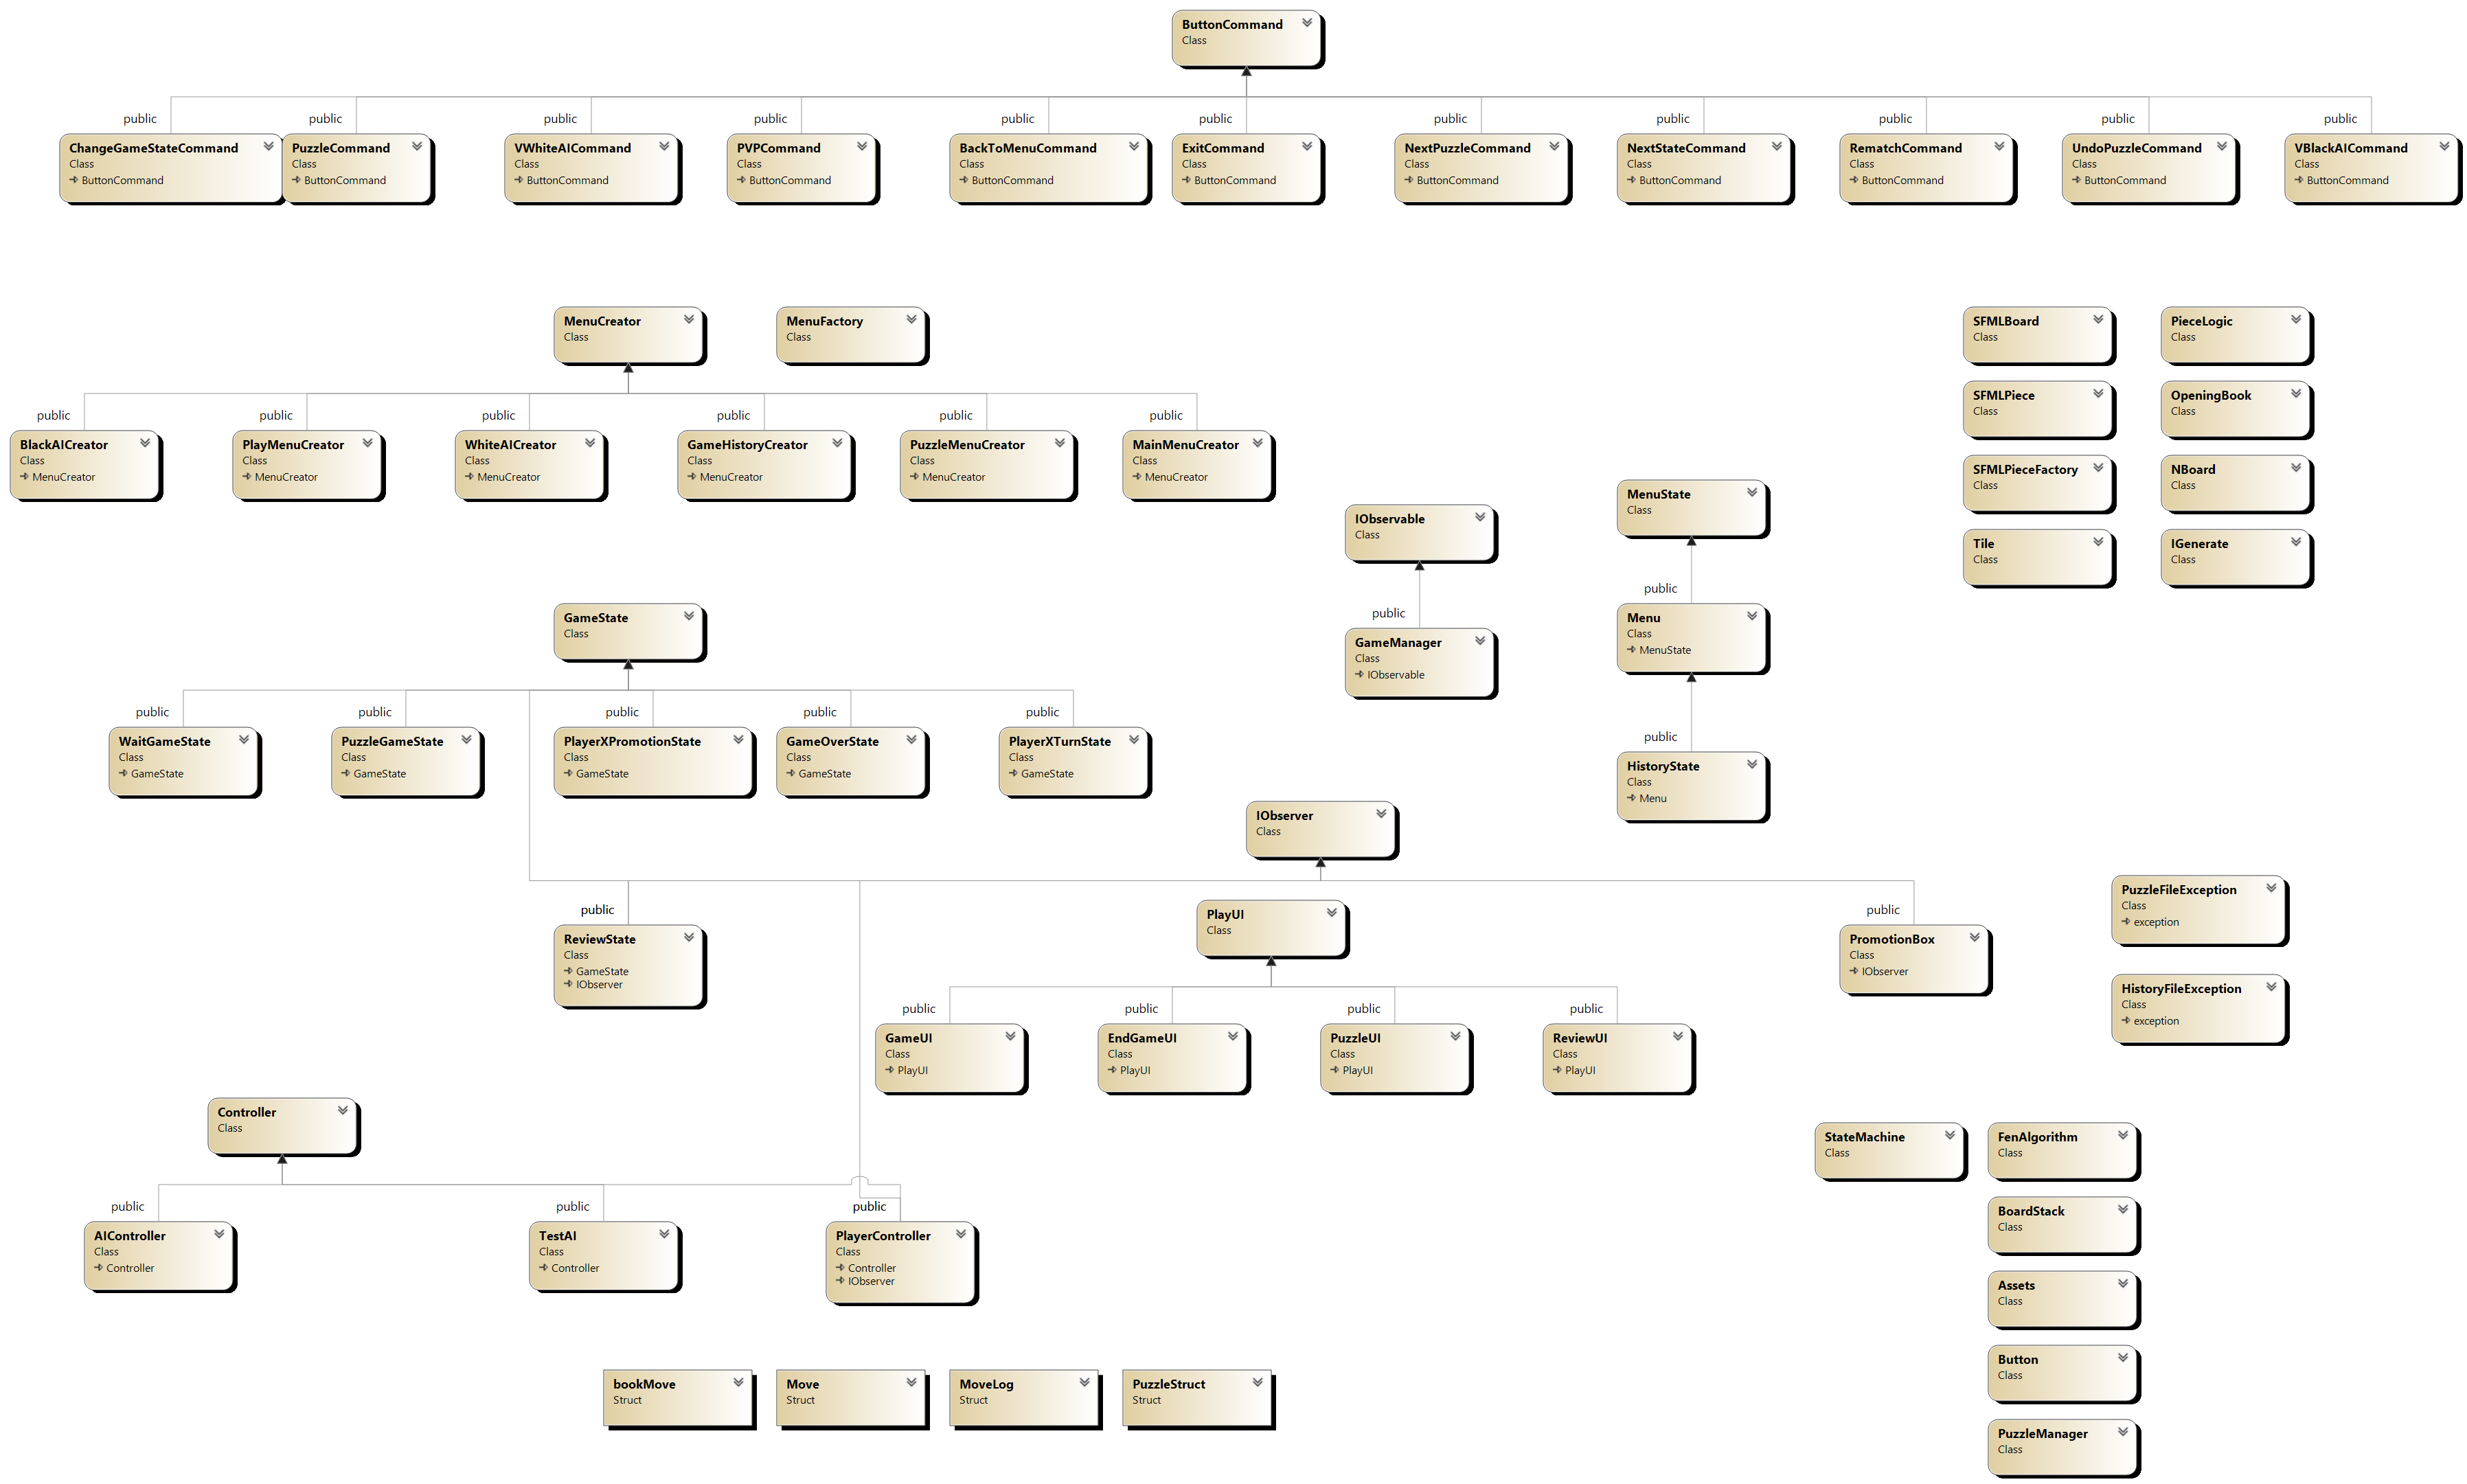 ButtonCommand
Class
public
public
public
public
public
public
public
public
public
public
public
ChangeGameStateCommand
Class
ButtonCommand
PuzzleCommand
Class
ButtonCommand
VWhiteAICommand
Class
ButtonCommand
PVPCommand
Class
ButtonCommand
BackToMenuCommand
Class
ButtonCommand
ExitCommand
Class
ButtonCommand
NextPuzzleCommand
Class
ButtonCommand
NextStateCommand
Class
ButtonCommand
RematchCommand
Class
ButtonCommand
UndoPuzzleCommand
Class
ButtonCommand
VBlackAICommand
Class
ButtonCommand
MenuCreator
Class
MenuFactory
Class
public
public
public
public
public
public
BlackAICreator
Class
MenuCreator
PlayMenuCreator
Class
MenuCreator
WhiteAICreator
Class
MenuCreator
GameHistoryCreator
Class
MenuCreator
PuzzleMenuCreator
Class
MenuCreator
MainMenuCreator
Class
MenuCreator
SFMLBoard
Class
PieceLogic
Class
SFMLPiece
Class
OpeningBook
Class
SFMLPieceFactory
Class
NBoard
Class
Tile
Class
IGenerate
Class
IObservable
Class
public
GameManager
Class
IObservable
MenuState
Class
public
Menu
Class
MenuState
public
HistoryState
Class
Menu
GameState
Class
public
public
public
public
public
WaitGameState
Class
GameState
PuzzleGameState
Class
GameState
PlayerXPromotionState
Class
GameState
GameOverState
Class
GameState
PlayerXTurnState
Class
GameState
IObserver
Class
public
ReviewState
Class
GameState
IObserver
PlayUI
Class
public
PromotionBox
Class
IObserver
PuzzleFileException
Class
exception
HistoryFileException
Class
exception
public
public
public
public
GameUI
Class
PlayUI
EndGameUI
Class
PlayUI
PuzzleUI
Class
PlayUI
ReviewUI
Class
PlayUI
Controller
Class
public
public
public
AIController
Class
Controller
TestAI
Class
Controller
PlayerController
Class
Controller
IObserver
StateMachine
Class
FenAlgorithm
Class
BoardStack
Class
Assets
Class
Button
Class
PuzzleManager
Class
bookMove
Struct
Move
Struct
MoveLog
Struct
PuzzleStruct
Struct